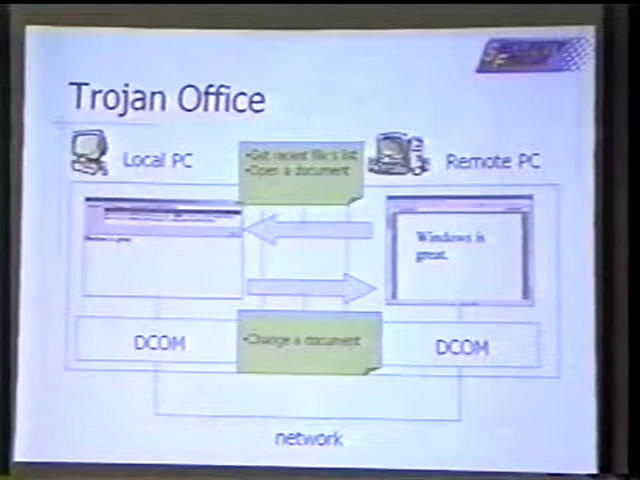 Trojan Office
Local PC
•Get recent file's list
•Open a document
Remote PC
Windows is
great.
DCOM
•Change a document
DCOM
network